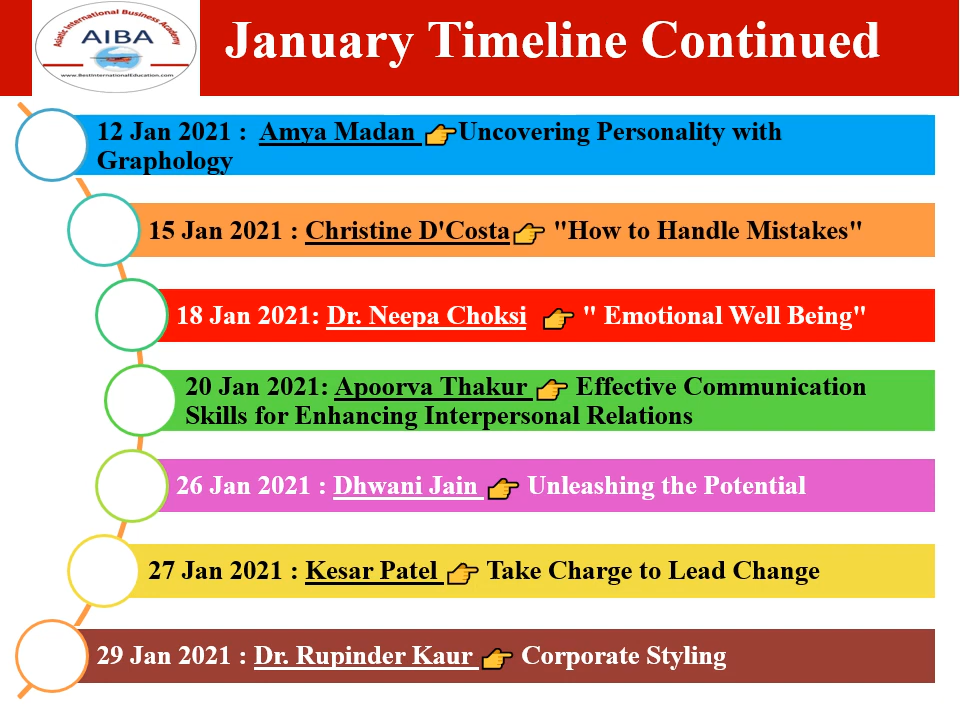 Asiatic International Business Academy
AIBA
www.BestInternationalEducation.com
January Timeline Continued
12 Jan 2021 : Amya Madan 👉Uncovering Personality with
Graphology
15 Jan 2021 : Christine D'Costa👉 "How to Handle Mistakes"
18 Jan 2021: Dr. Neepa Choksi 👉 " Emotional Well Being"
20 Jan 2021: Apoorva Thakur 👉 Effective Communication
Skills for Enhancing Interpersonal Relations
26 Jan 2021 : Dhwani Jain 👉 Unleashing the Potential
27 Jan 2021 : Kesar Patel 👉 Take Charge to Lead Change
29 Jan 2021 : Dr. Rupinder Kaur 👉 Corporate Styling